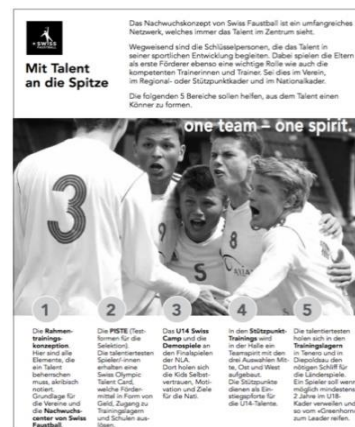 Das Nachwuchskonzept von Swiss Faustball ist ein umfangreiches
Netzwerk, welches immer das Talent im Zentrum sieht.
Wegweisend sind die Schlüsselpersonen, die das Talent in
seiner sportlichen Entwicklung begleiten. Dabei spielen die Eltern
als erste Förderer ebenso eine wichtige Rolle wie auch die
kompetenten Trainerinnen und Trainer. Sei dies im Verein,
im Regional- oder Stützpunktkader und im Nationalkader.
Die folgenden 5 Bereiche sollen helfen, aus dem Talent einen
Könner zu formen.
SWISS
FAUSTBALL
Mit Talent
an die Spitze
one team – one spirit.
3
8
5
9
1
Die Rahmen-
trainings-
konzeption
Hier sind alle
Elemente, die
ein Talent
beherrschen
muss, akribisch
notiert.
Grundlage für
die Vereine und
die Nachwuchs-
center von Swiss
Faustball.
2
Die PISTE (Test-
formen für die
Selektion).
Die talentiertesten
Spieler/-innen
erhalten eine
Swiss Olympic
Talent Card,
welche Förder-
mittel in Form von
Geld, Zugang zu
Trainingslagern
und Schulen aus-
lösen.
3
Das U14 Swiss
Camp und die
Demospiele an
den Finalspielen
der NLA.
Dort holen sich
die Kids Selbst-
vertrauen, Moti-
vation und Ziele
für die Nati.
4
In den Stützpunkt-
Trainings wird
in der Halle ein
Teamspirit mit den
drei Auswahlen Mit-
te, Ost und West
aufgebaut.
Die Stützpunkte
dienen als Ein-
stiegspforte für
die U14-Talente.
5
Die talentiertesten
holen sich in den
Trainingslagern
in Tenero und in
Diepoldsau den
nötigen Schliff für
die Länderspiele.
Ein Spieler soll wenn
möglich mindestens
2 Jahre im U18-
Kader verweilen und
so vom «Greenhorn»
zum Leader reifen.